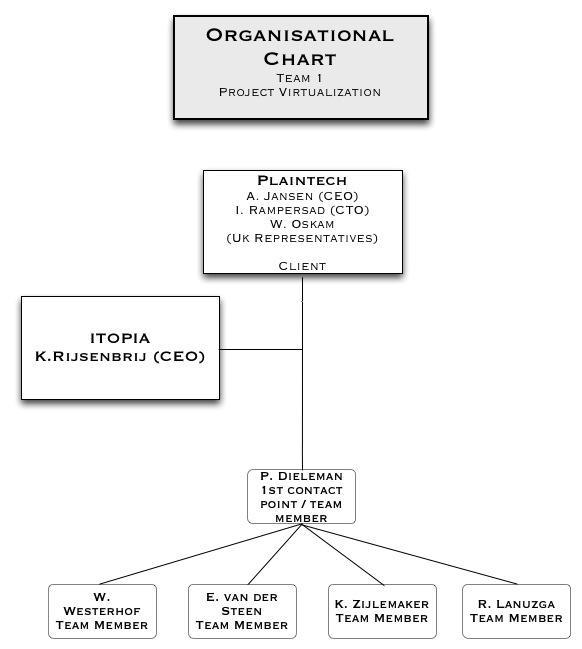 Organisational
Chart
Team 1
Project Virtualization
Plaintech
A. Jansen (CEO)
I. Rampersad (CTO)
W. Oskam
(Uk Representatives)
Client
ITOPIA
K.Rijsenbrij (CEO)
P. Dieleman
1st contact
point / team
member
W.
Westerhof
Team Member
E. van der
Steen
Team Member
K. Zijlemaker
Team Member
R. Lanuzga
Team Member